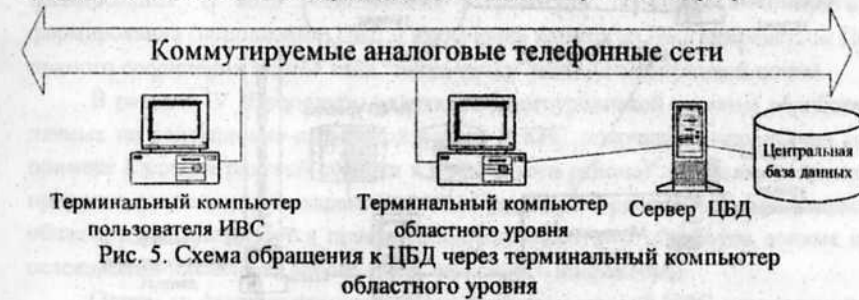 Коммутируемые аналоговые телефонные сети
Центральная
база данных
Терминальный компьютер
пользователя ИВС
Терминальный компьютер
областного уровня
Сервер ЦБД
Рис. 5. Схема обращения к ЦБД через терминальный компьютер
областного уровня